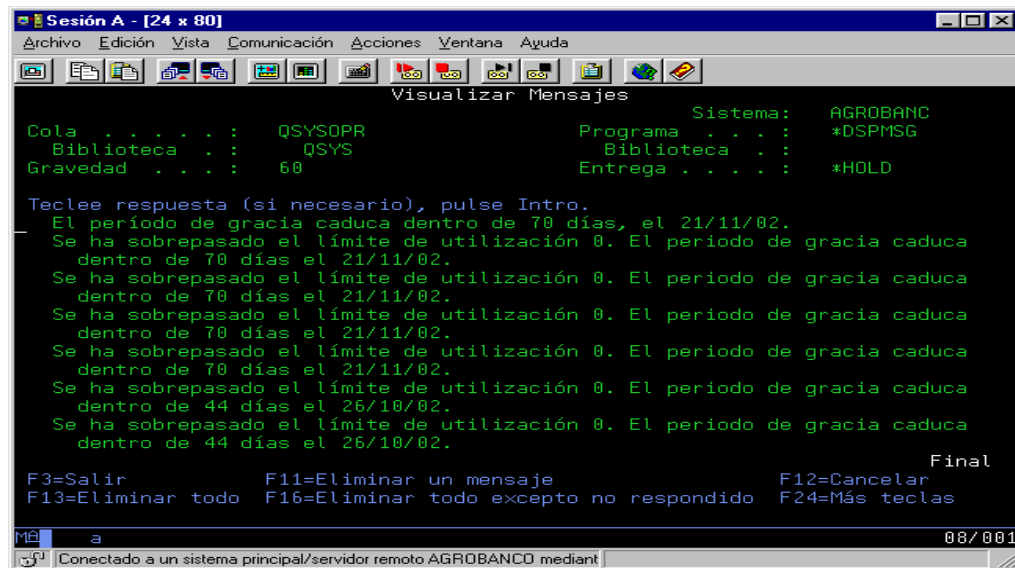 Sesión A - [24 x 80]
Archivo Edición Vista Comunicación Acciones Ventana Ayuda
Visualizar Mensajes
Sistema: AGROBANC
Cola . . . . . : QSYSOPR Programa . . . : *DSPMSG
Biblioteca . : QSYS Biblioteca . :
Gravedad . . . : 60 Entrega . . . . : *HOLD
Teclee respuesta (si necesario), pulse Intro.
El período de gracia caduca dentro de 70 días, el 21/11/02.
Se ha sobrepasado el límite de utilización 0. El periodo de gracia caduca
dentro de 70 días el 21/11/02.
Se ha sobrepasado el límite de utilización 0. El periodo de gracia caduca
dentro de 70 días el 21/11/02.
Se ha sobrepasado el límite de utilización 0. El periodo de gracia caduca
dentro de 70 días el 21/11/02.
Se ha sobrepasado el límite de utilización 0. El periodo de gracia caduca
dentro de 70 días el 21/11/02.
Se ha sobrepasado el límite de utilización 0. El periodo de gracia caduca
dentro de 44 días el 26/10/02.
Se ha sobrepasado el límite de utilización 0. El periodo de gracia caduca
dentro de 44 días el 26/10/02.
Final
F3=Salir F11=Eliminar un mensaje F12=Cancelar
F13=Eliminar todo F16=Eliminar todo excepto no respondido F24=Más teclas
MA a 08/001
Conectado a un sistema principal/servidor remoto AGROBANCO mediant